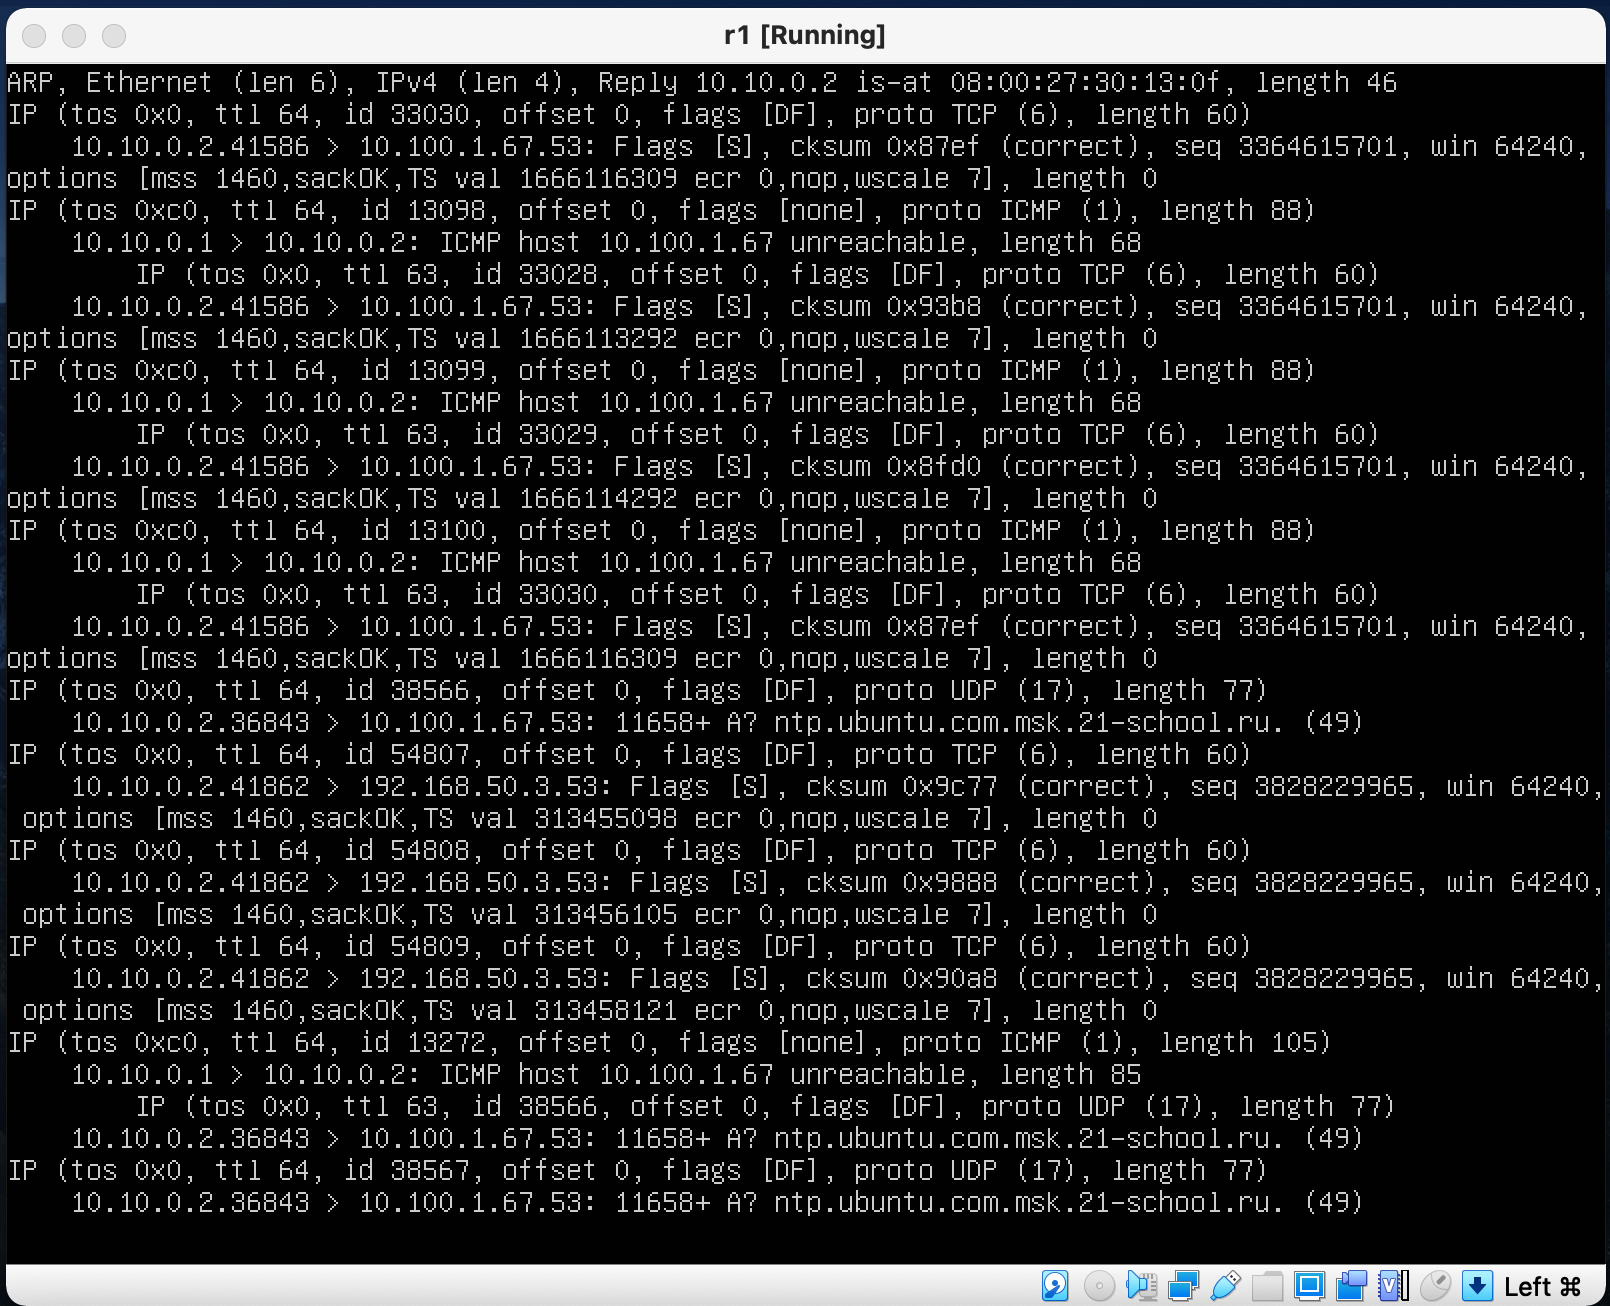 r1 [Running]
ARP, Ethernet (len 6), IPv4 (len 4), Reply 10.10.0.2 is-at 08:00:27:30:13:0f, length 46
IP (tos 0x0, ttl 64, id 33030, offset 0, flags [DF], proto TCP (6), length 60)
    10.10.0.2.41586 > 10.100.1.67.53: Flags [S], cksum 0x87ef (correct), seq 3364615701, win 64240,
options [mss 1460,sackOK,TS val 1666116309 ecr 0,nop,wscale 7], length 0
IP (tos 0xc0, ttl 64, id 13098, offset 0, flags [none], proto ICMP (1), length 88)
    10.10.0.1 > 10.10.0.2: ICMP host 10.100.1.67 unreachable, length 68
        IP (tos 0x0, ttl 63, id 33028, offset 0, flags [DF], proto TCP (6), length 60)
    10.10.0.2.41586 > 10.100.1.67.53: Flags [S], cksum 0x93b8 (correct), seq 3364615701, win 64240,
options [mss 1460,sackOK,TS val 1666113292 ecr 0,nop,wscale 7], length 0
IP (tos 0xc0, ttl 64, id 13099, offset 0, flags [none], proto ICMP (1), length 88)
    10.10.0.1 > 10.10.0.2: ICMP host 10.100.1.67 unreachable, length 68
        IP (tos 0x0, ttl 63, id 33029, offset 0, flags [DF], proto TCP (6), length 60)
    10.10.0.2.41586 > 10.100.1.67.53: Flags [S], cksum 0x8fd0 (correct), seq 3364615701, win 64240,
options [mss 1460,sackOK,TS val 1666114292 ecr 0,nop,wscale 7], length 0
IP (tos 0xc0, ttl 64, id 13100, offset 0, flags [none], proto ICMP (1), length 88)
    10.10.0.1 > 10.10.0.2: ICMP host 10.100.1.67 unreachable, length 68
        IP (tos 0x0, ttl 63, id 33030, offset 0, flags [DF], proto TCP (6), length 60)
    10.10.0.2.41586 > 10.100.1.67.53: Flags [S], cksum 0x87ef (correct), seq 3364615701, win 64240,
options [mss 1460,sackOK,TS val 1666116309 ecr 0,nop,wscale 7], length 0
IP (tos 0x0, ttl 64, id 38566, offset 0, flags [DF], proto UDP (17), length 77)
    10.10.0.2.36843 > 10.100.1.67.53: 11658+ A? ntp.ubuntu.com.msk.21-school.ru. (49)
IP (tos 0x0, ttl 64, id 54807, offset 0, flags [DF], proto TCP (6), length 60)
    10.10.0.2.41862 > 192.168.50.3.53: Flags [S], cksum 0x9c77 (correct), seq 3828229965, win 64240,
 options [mss 1460,sackOK,TS val 313455098 ecr 0,nop,wscale 7], length 0
IP (tos 0x0, ttl 64, id 54808, offset 0, flags [DF], proto TCP (6), length 60)
    10.10.0.2.41862 > 192.168.50.3.53: Flags [S], cksum 0x9888 (correct), seq 3828229965, win 64240,
 options [mss 1460,sackOK,TS val 313456105 ecr 0,nop,wscale 7], length 0
IP (tos 0x0, ttl 64, id 54809, offset 0, flags [DF], proto TCP (6), length 60)
    10.10.0.2.41862 > 192.168.50.3.53: Flags [S], cksum 0x90a8 (correct), seq 3828229965, win 64240,
 options [mss 1460,sackOK,TS val 313458121 ecr 0,nop,wscale 7], length 0
IP (tos 0xc0, ttl 64, id 13272, offset 0, flags [none], proto ICMP (1), length 105)
    10.10.0.1 > 10.10.0.2: ICMP host 10.100.1.67 unreachable, length 85
        IP (tos 0x0, ttl 63, id 38566, offset 0, flags [DF], proto UDP (17), length 77)
    10.10.0.2.36843 > 10.100.1.67.53: 11658+ A? ntp.ubuntu.com.msk.21-school.ru. (49)
IP (tos 0x0, ttl 64, id 38567, offset 0, flags [DF], proto UDP (17), length 77)
    10.10.0.2.36843 > 10.100.1.67.53: 11658+ A? ntp.ubuntu.com.msk.21-school.ru. (49)
Left ⌘